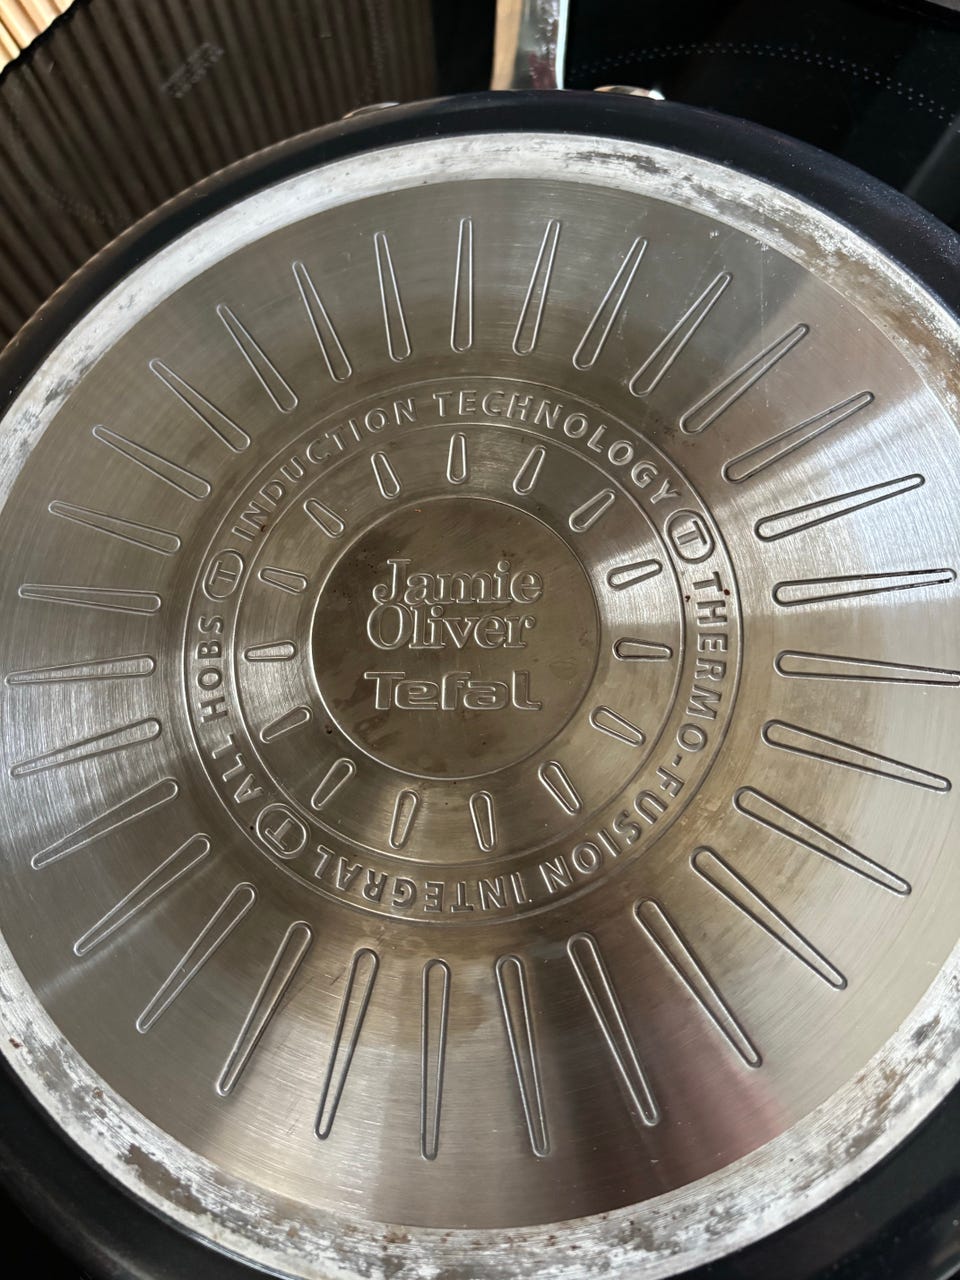 Jamie
Oliver
Tefal
INDUCTION TECHNOLOGY
T
THERMO-FUSION INTEGRAL
T
ALL HOBS
T